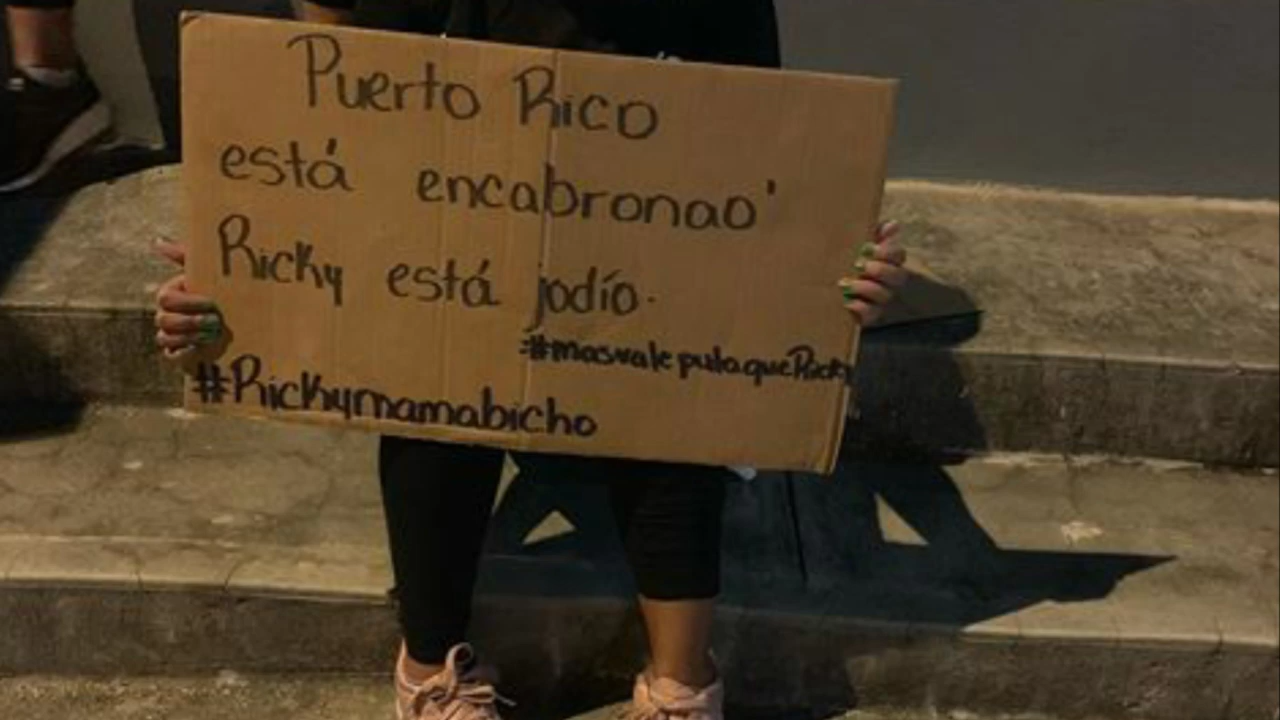 Puerto Rico
está encabronao'
Ricky está jodío.
#masvaleputaqueRicky
#Rickymamabicho